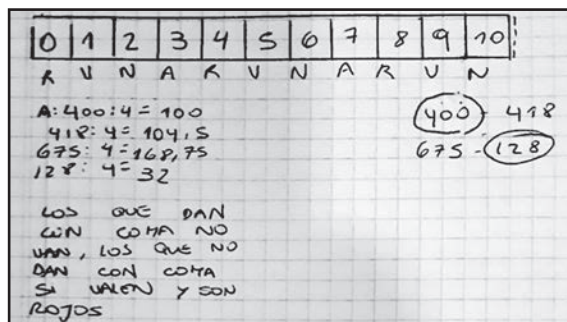 0 1 2 3 4 5 6 7 8 9 10
R V N A R V N A R V N
A: 400:4 = 100
418: 4 = 104,5
675: 4 = 168,75
128: 4 = 32
400 - 418
675 - 128
LOS QUE DAN
CON COMA NO
VAN, LOS QUE NO
DAN CON COMA
SI VALEN Y SON
ROJOS